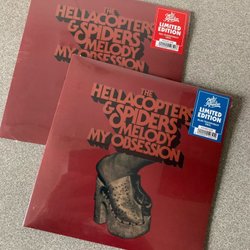 THE
HELLACOPTERS
& SPIDERS
MELODY
MY OBSESSION
LIMITED
EDITION
THE
HELLACOPTERS
& SPIDERS
MELODY
MY OBSESSION
LIMITED
EDITION